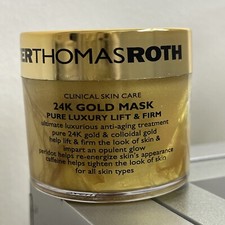 ERTHOMASROTH
CLINICAL SKIN CARE
24K GOLD MASK
PURE LUXURY LIFT & FIRM
ultimate luxurious anti-aging treatment
pure 24K gold & colloidal gold
help lift & firm the look of skin &
impart an opulent glow
peridot helps re-energize skin's appearance
caffeine helps tighten the look of skin
for all skin types